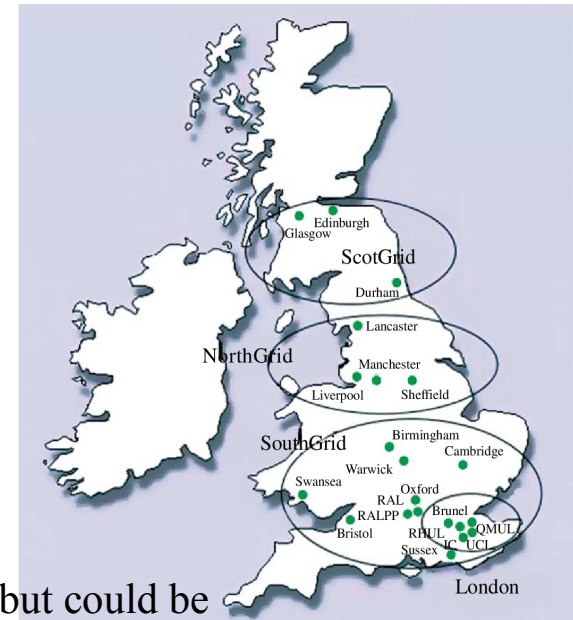 Edinburgh
Glasgow
ScotGrid
Durham
Lancaster
NorthGrid
Manchester
Liverpool
Sheffield
SouthGrid
Birmingham
Cambridge
Warwick
Swansea
Oxford
RAL
RALPP
Brunel
QMUL
Bristol
RHUL
IC
UCL
Sussex
London
but could be